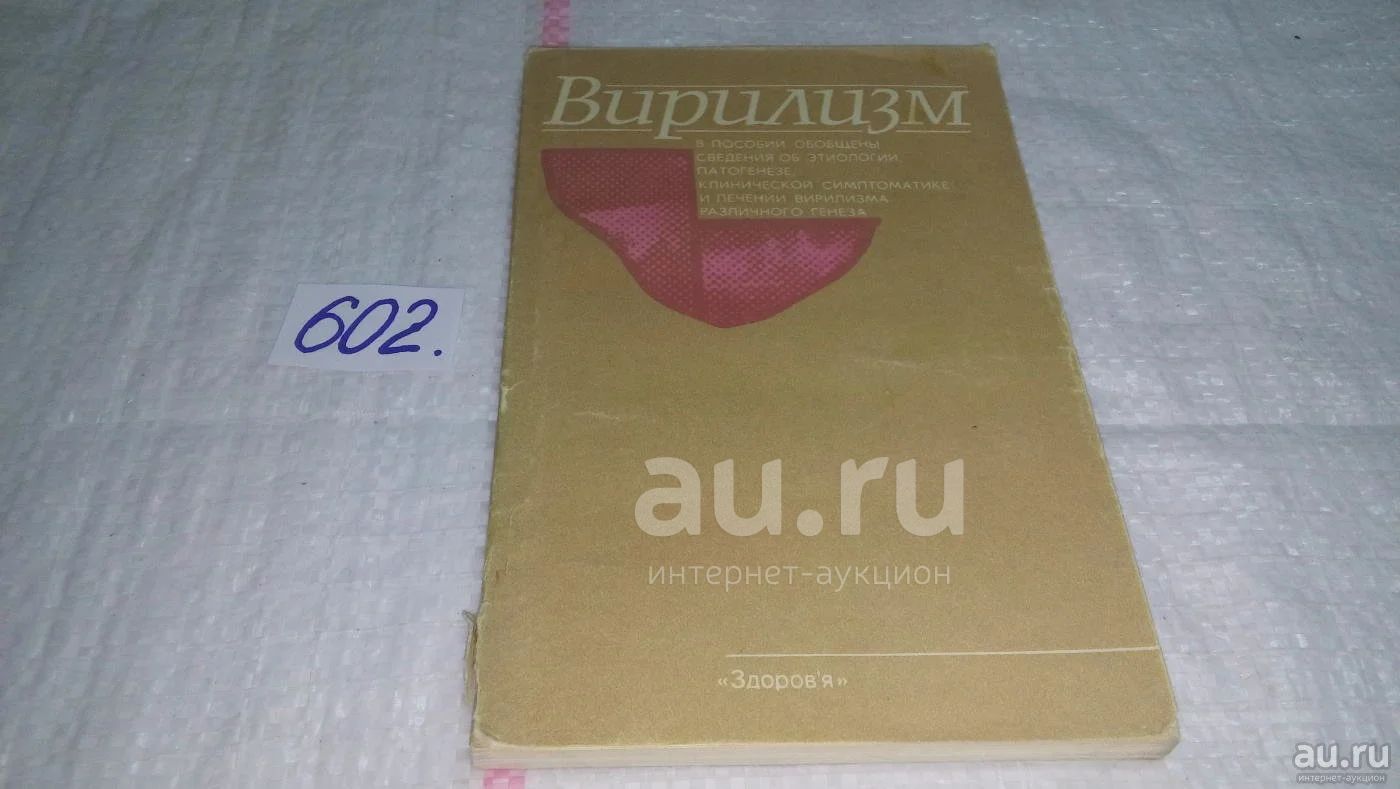 Вирилизм
В ПОСОБИИ ОБОБЩЕНЫ
СВЕДЕНИЯ ОБ ЭТИОЛОГИИ,
ПАТОГЕНЕЗЕ,
КЛИНИЧЕСКОЙ СИМПТОМАТИКЕ
И ЛЕЧЕНИИ ВИРИЛИЗМА
РАЗЛИЧНОГО ГЕНЕЗА
602.
au.ru
интернет-аукцион
«Здоров'я»
au.ru
интернет-аукцион